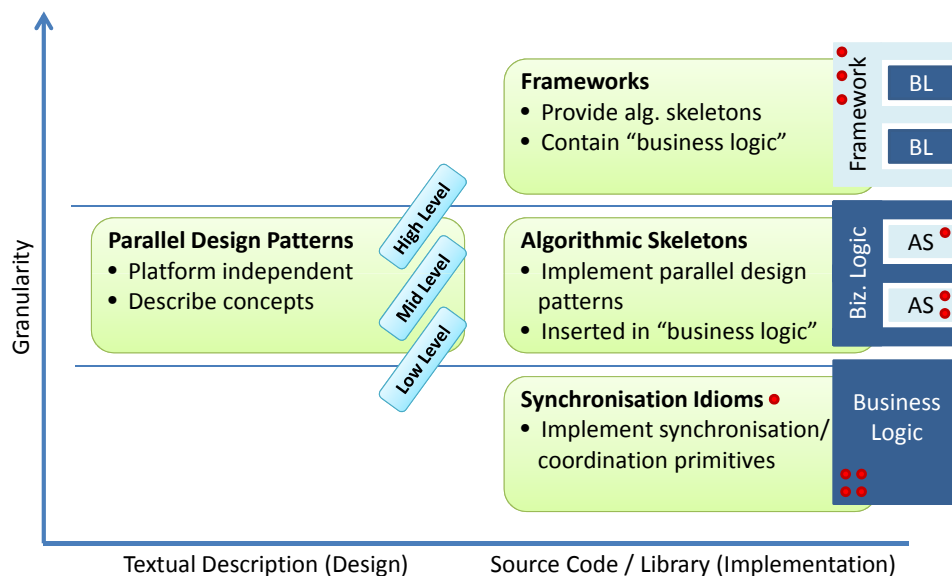 Frameworks
• Provide alg. skeletons
• Contain “business logic”
Framework
BL
BL
High Level
Parallel Design Patterns
• Platform independent
• Describe concepts
Mid Level
Low Level
Algorithmic Skeletons
• Implement parallel design
patterns
• Inserted in “business logic”
Biz. Logic
AS
AS
Synchronisation Idioms
• Implement synchronisation/
coordination primitives
Business
Logic
Granularity
Textual Description (Design)
Source Code / Library (Implementation)